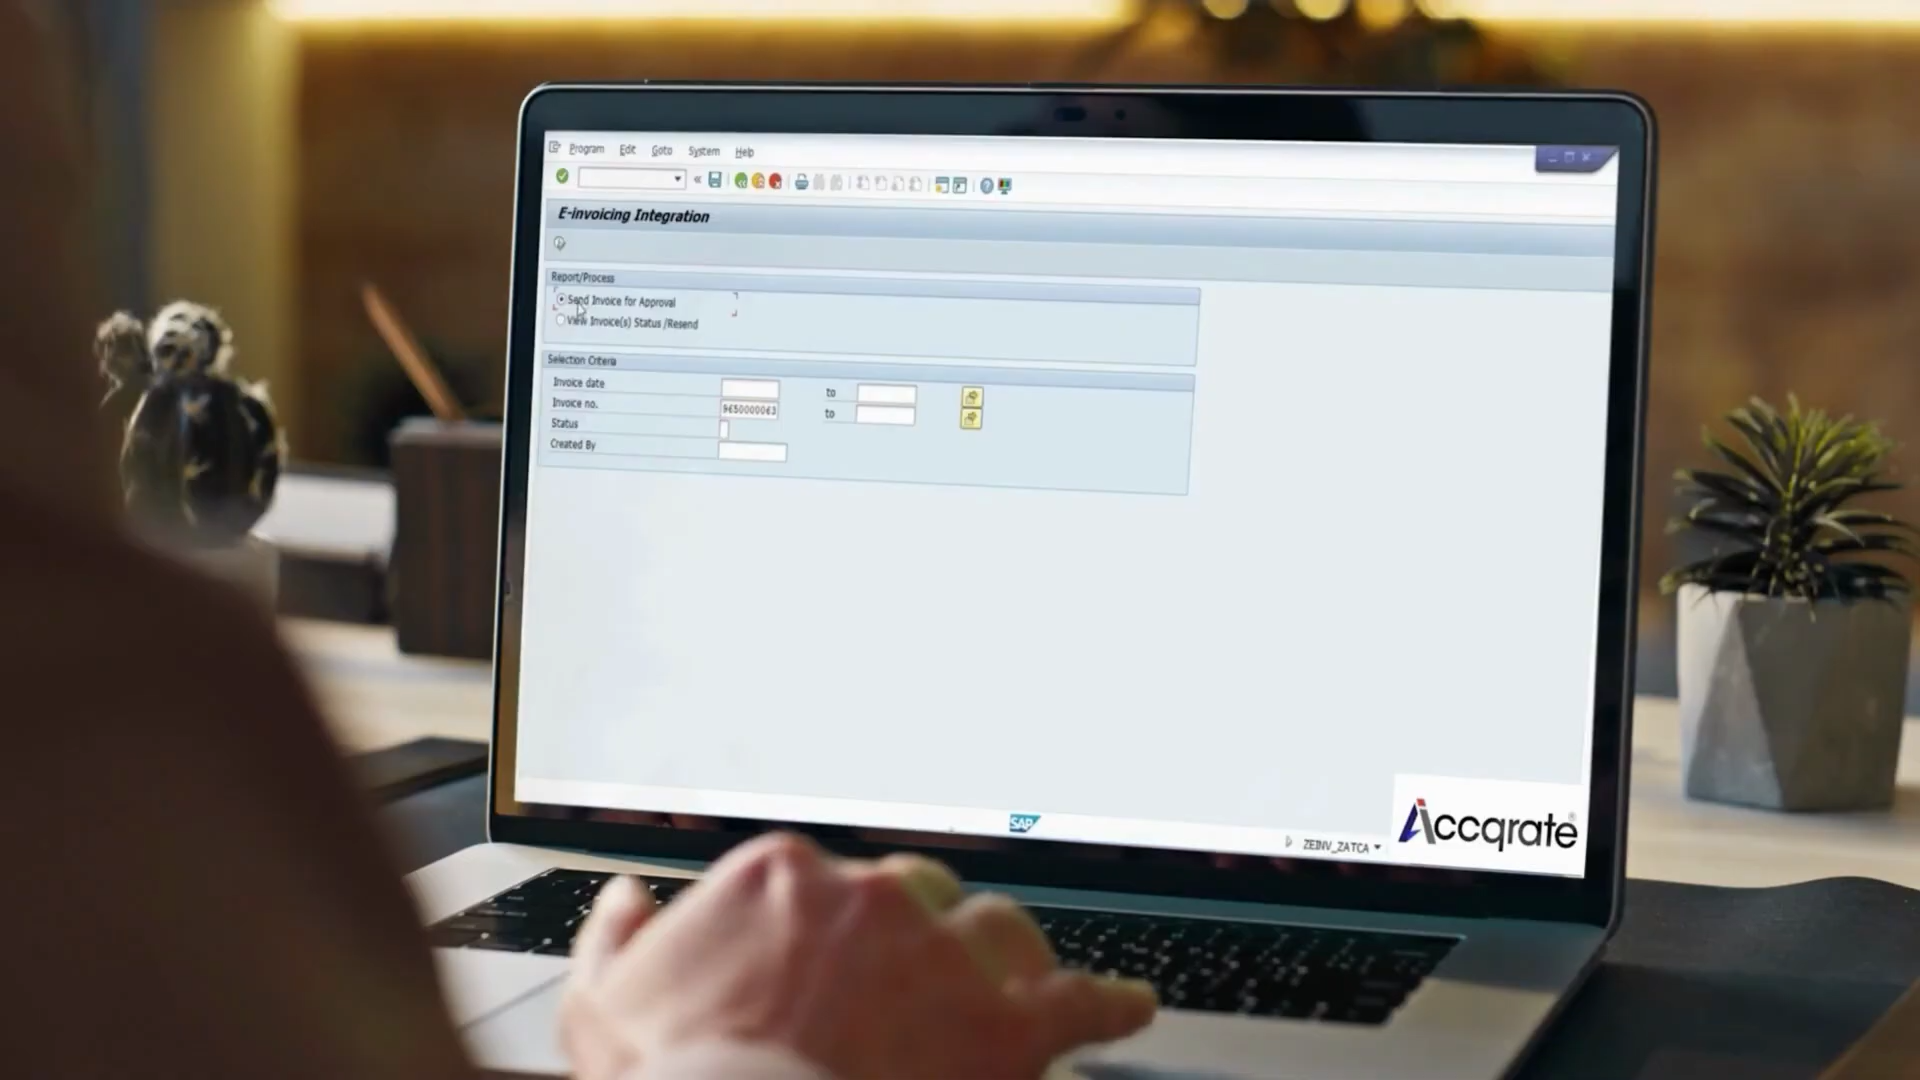 Program Edit Goto System Help
E-invoicing Integration
Report/Process
Send Invoice for Approval
View Invoice(s) Status /Resend
Selection Criteria
Invoice date to
Invoice no. 9650000063 to
Status
Created By
SAP
ZEINV_ZATCA
Accqrate®